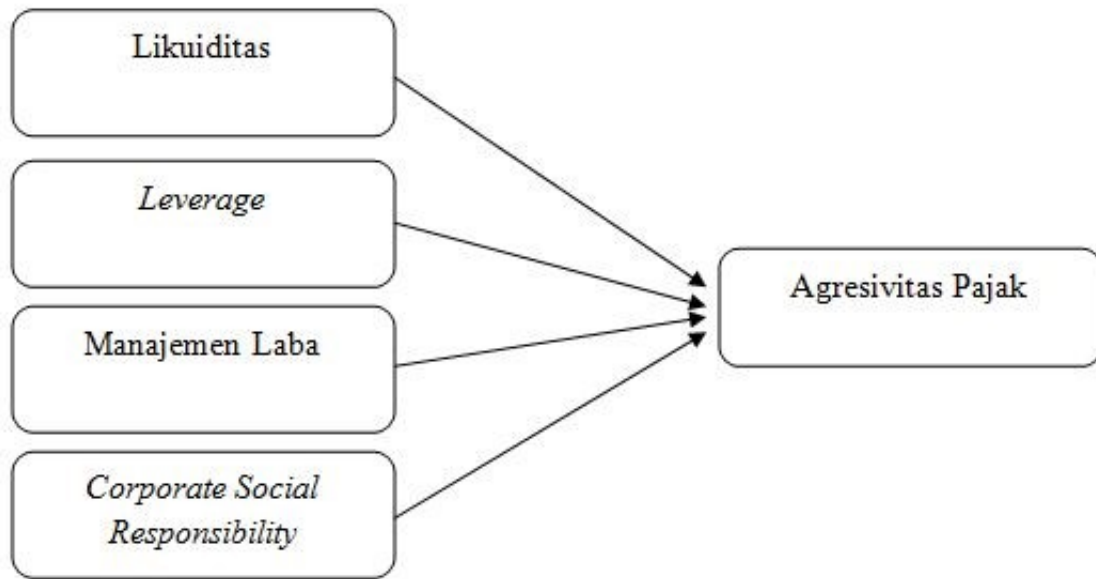 Likuiditas
Leverage
Agresivitas Pajak
Manajemen Laba
Corporate Social
Responsibility